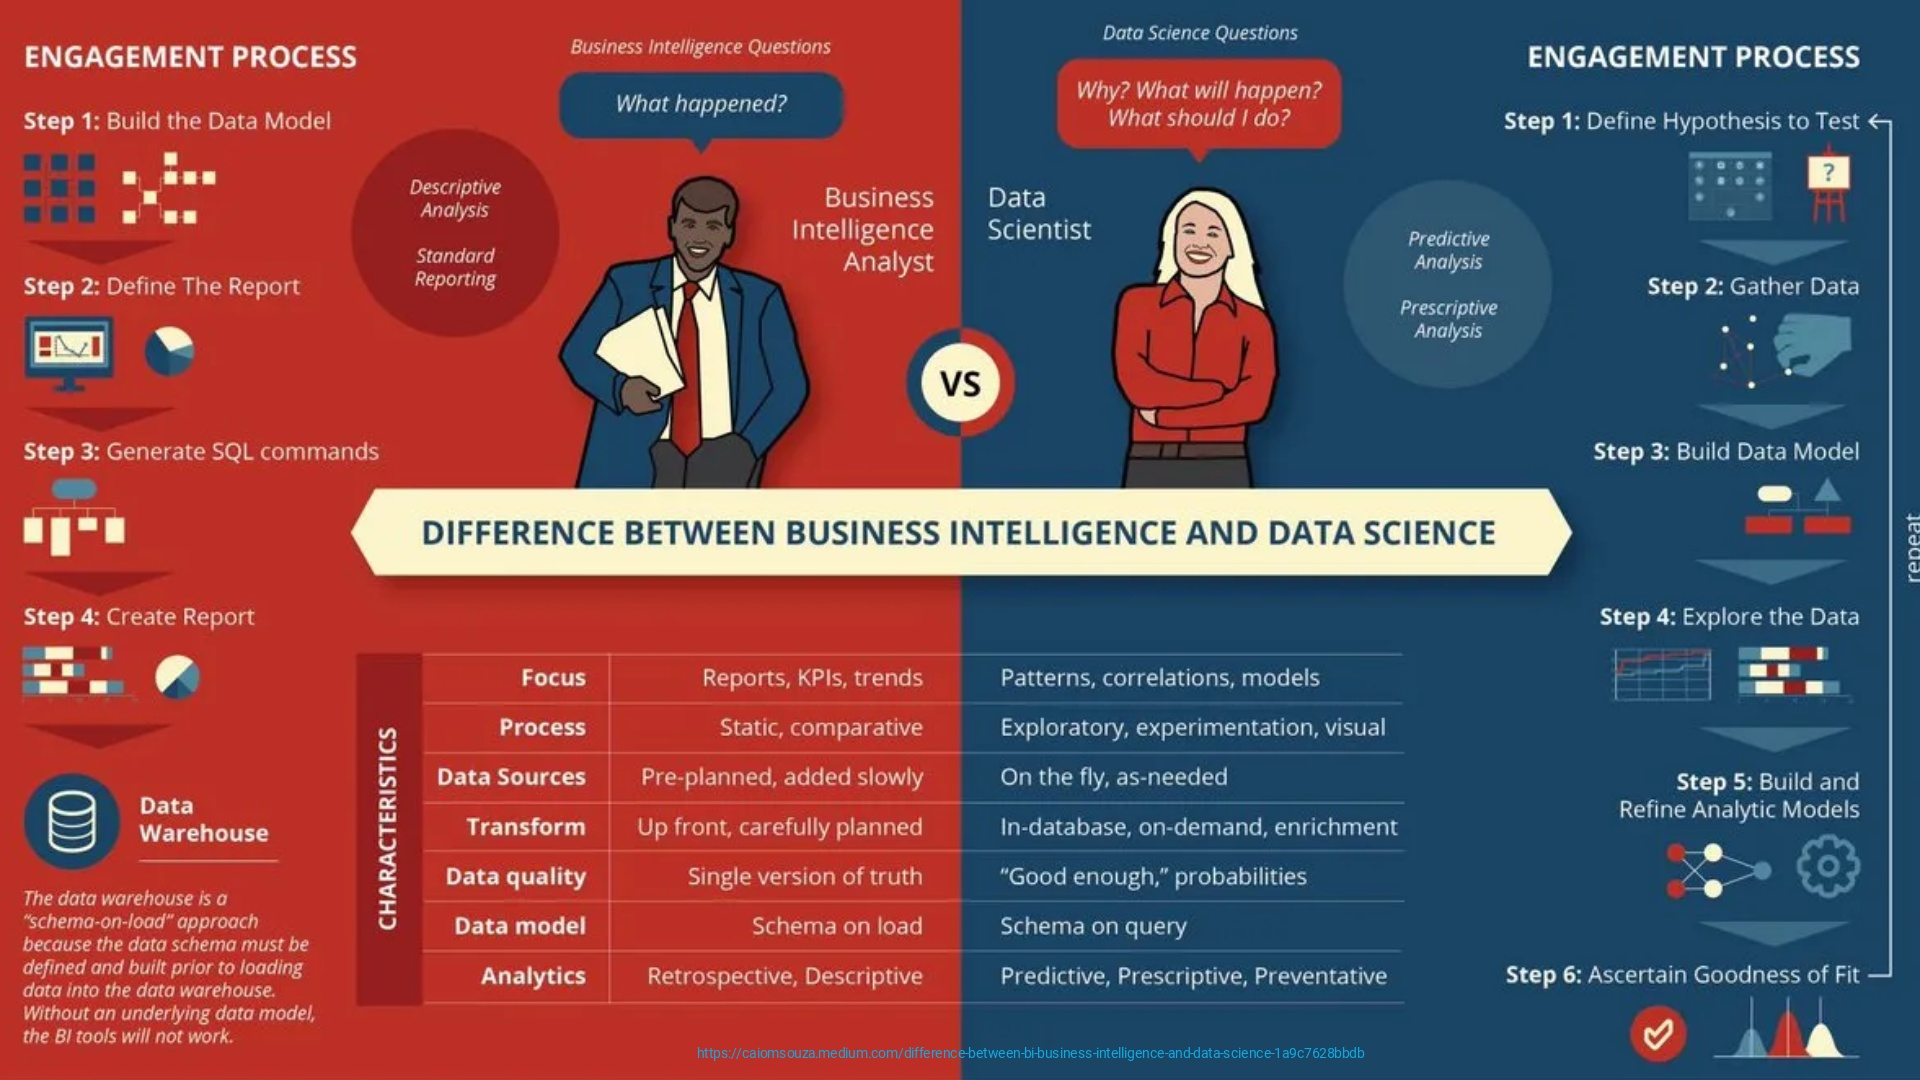 ENGAGEMENT PROCESS
Step 1: Build the Data Model
Step 2: Define The Report
Step 3: Generate SQL commands
Step 4: Create Report
Data
Warehouse
The data warehouse is a
“schema-on-load” approach
because the data schema must be
defined and built prior to loading
data into the data warehouse.
Without an underlying data model,
the BI tools will not work.
Business Intelligence Questions
What happened?
Descriptive
Analysis
Standard
Reporting
Business
Intelligence
Analyst
VS
Data Science Questions
Why? What will happen?
What should I do?
Data
Scientist
Predictive
Analysis
Prescriptive
Analysis
DIFFERENCE BETWEEN BUSINESS INTELLIGENCE AND DATA SCIENCE
CHARACTERISTICS
Focus Reports, KPIs, trends Patterns, correlations, models
Process Static, comparative Exploratory, experimentation, visual
Data Sources Pre-planned, added slowly On the fly, as-needed
Transform Up front, carefully planned In-database, on-demand, enrichment
Data quality Single version of truth “Good enough,” probabilities
Data model Schema on load Schema on query
Analytics Retrospective, Descriptive Predictive, Prescriptive, Preventative
ENGAGEMENT PROCESS
Step 1: Define Hypothesis to Test
?
Step 2: Gather Data
Step 3: Build Data Model
Step 4: Explore the Data
Step 5: Build and
Refine Analytic Models
Step 6: Ascertain Goodness of Fit
repeat
https://caiomsouza.medium.com/difference-between-bi-business-intelligence-and-data-science-1a9c7628bbdb